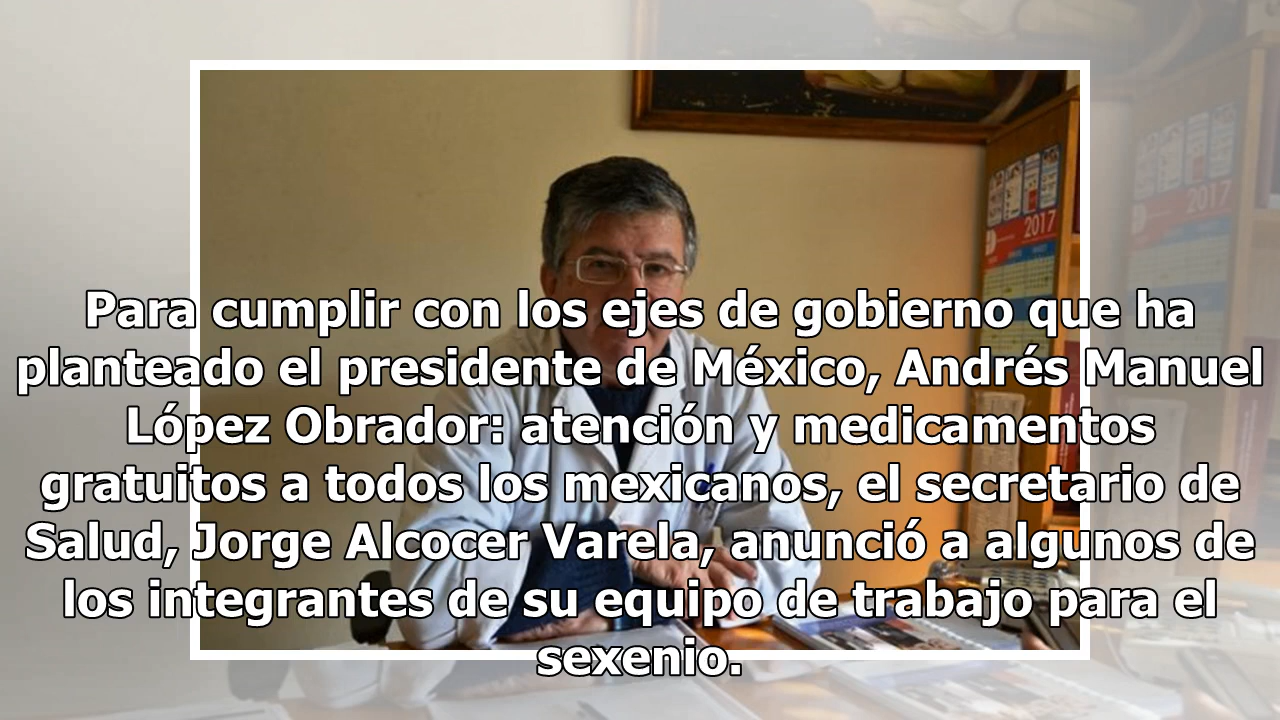 2017
2017
Para cumplir con los ejes de gobierno que ha
planteado el presidente de México, Andrés Manuel
López Obrador: atención y medicamentos
gratuitos a todos los mexicanos, el secretario de
Salud, Jorge Alcocer Varela, anunció a algunos de
los integrantes de su equipo de trabajo para el
sexenio.